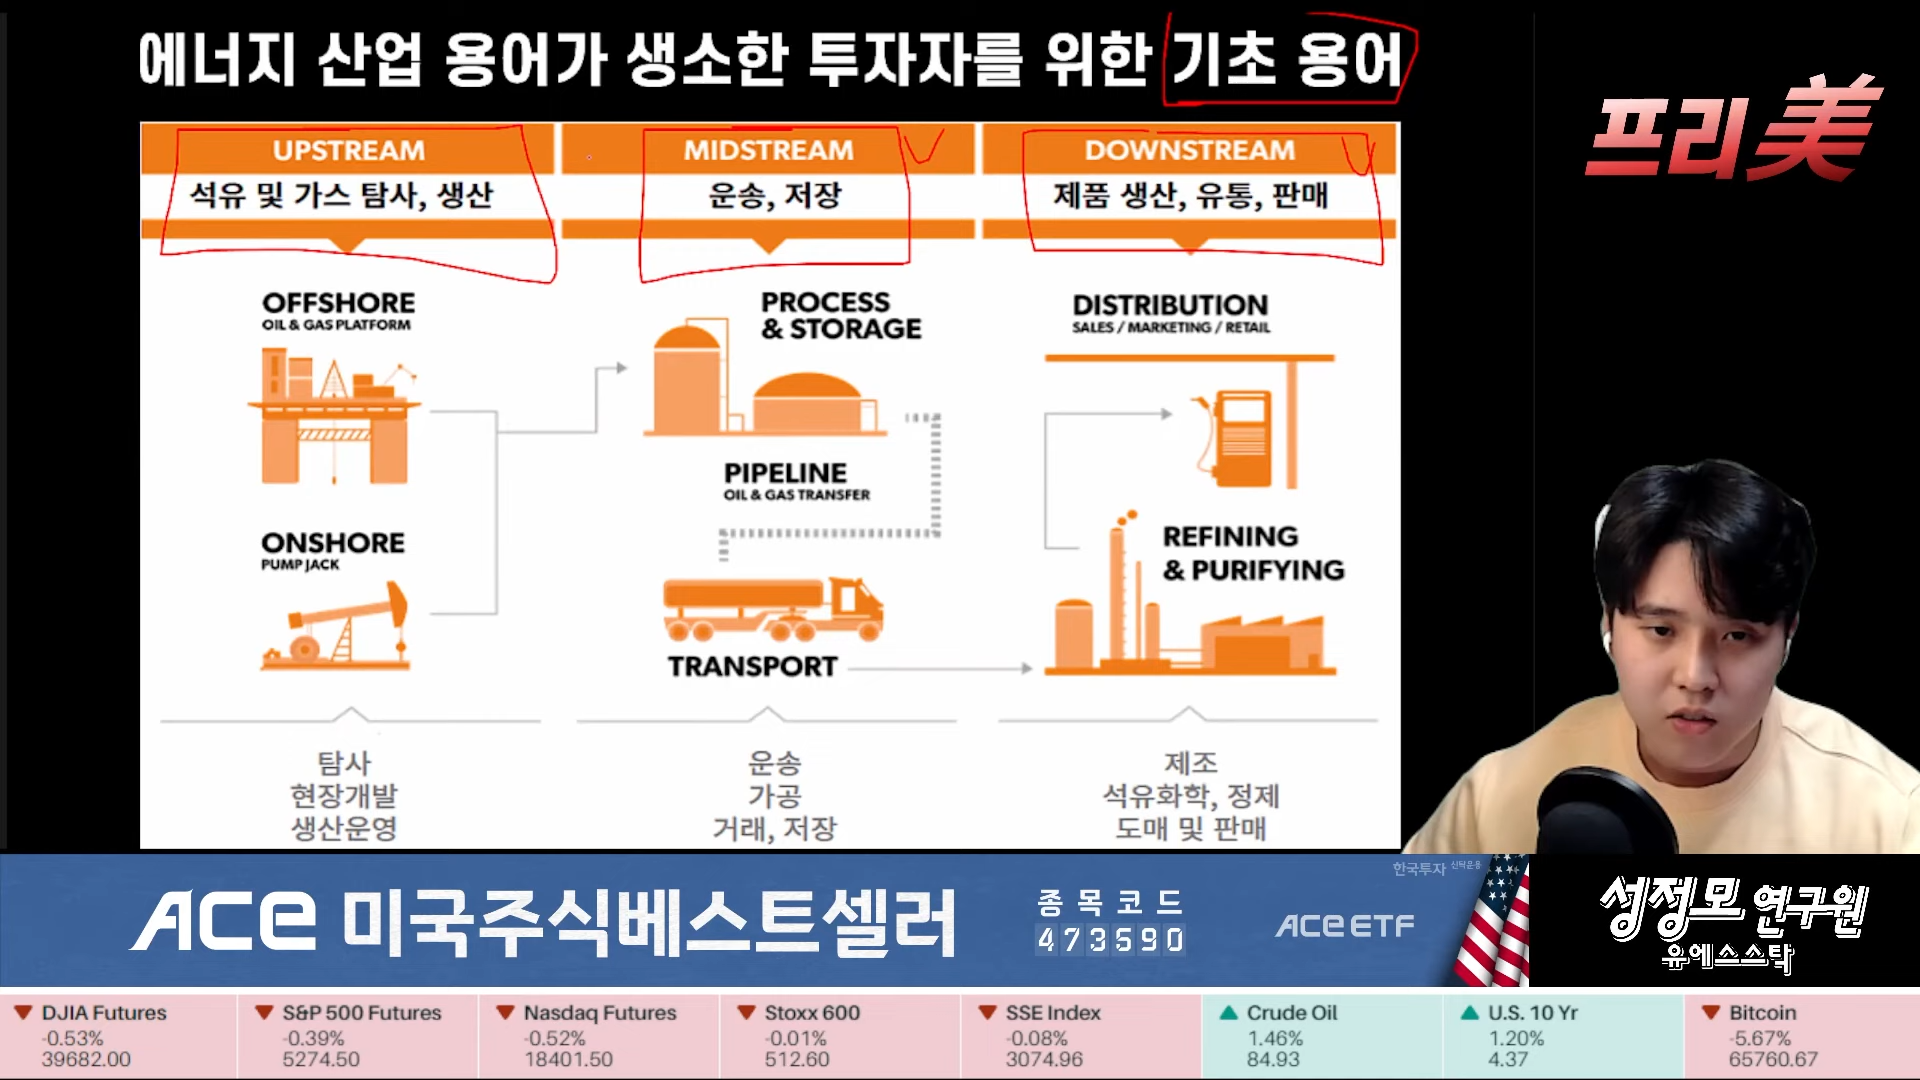 에너지 산업 용어가 생소한 투자자를 위한 기초 용어
프리美
UPSTREAM
석유 및 가스 탐사, 생산
MIDSTREAM
운송, 저장
DOWNSTREAM
제품 생산, 유통, 판매
OFFSHORE
OIL & GAS PLATFORM
ONSHORE
PUMP JACK
PROCESS
& STORAGE
PIPELINE
OIL & GAS TRANSFER
TRANSPORT
DISTRIBUTION
SALES / MARKETING / RETAIL
REFINING
& PURIFYING
탐사
현장개발
생산운영
운송
가공
거래, 저장
제조
석유화학, 정제
도매 및 판매
ACE 미국주식베스트셀러
종목코드
473590
한국투자 신탁운용
ACE ETF
성정모 연구원
유에스스탁
DJIA Futures
-0.53%
39682.00
S&P 500 Futures
-0.39%
5274.50
Nasdaq Futures
-0.52%
18401.50
Stoxx 600
-0.01%
512.60
SSE Index
-0.08%
3074.96
Crude Oil
1.46%
84.93
U.S. 10 Yr
1.20%
4.37
Bitcoin
-5.67%
65760.67